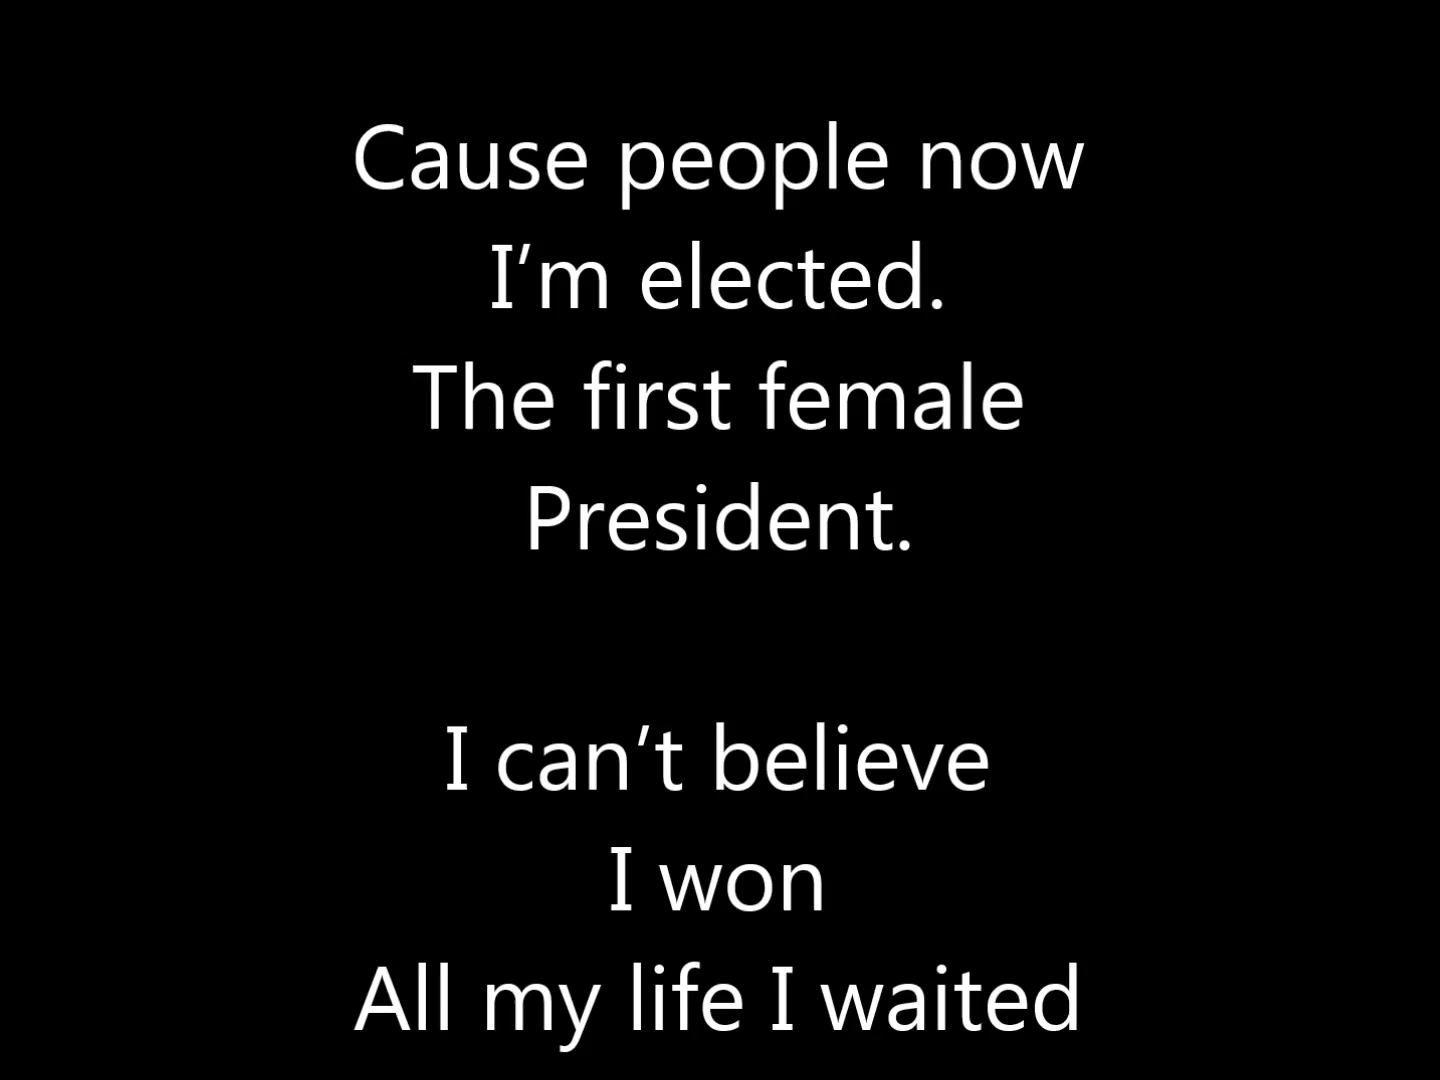 Cause people now
I’m elected.
The first female
President.
I can’t believe
I won
All my life I waited